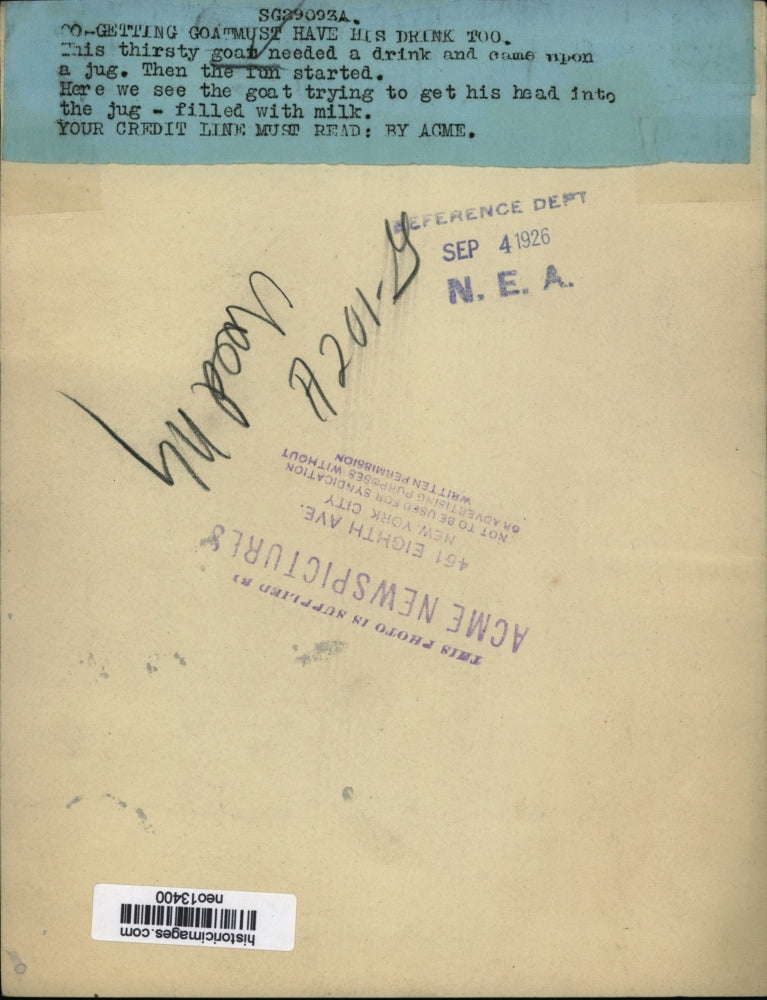 SG29093A.
GO-GETTING GOAT MUST HAVE HIS DRINK TOO.
This thirsty goat needed a drink and came upon
a jug. Then the fun started.
Here we see the goat trying to get his head into
the jug - filled with milk.
YOUR CREDIT LINE MUST READ: BY ACME.
REFERENCE DEPT
SEP 4 1926
N. E. A.
THIS PHOTO IS SUPPLIED BY
ACME NEWSPICTURES
461 EIGHTH AVE.
NEW YORK CITY
NOT TO BE USED FOR SYNDICATION
OR ADVERTISING PURPOSES WITHOUT
WRITTEN PERMISSION
historicimages.com
neo13400